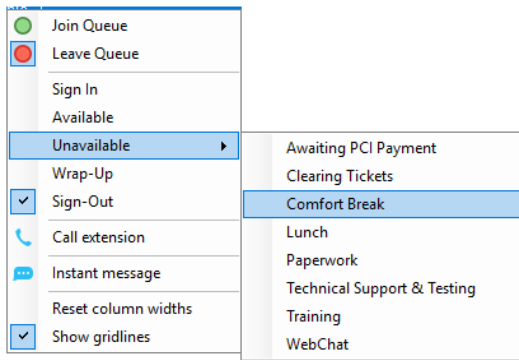 Join Queue
Leave Queue
Sign In
Available
Unavailable
Wrap-Up
Sign-Out
Call extension
Instant message
Reset column widths
Show gridlines
Awaiting PCI Payment
Clearing Tickets
Comfort Break
Lunch
Paperwork
Technical Support & Testing
Training
WebChat